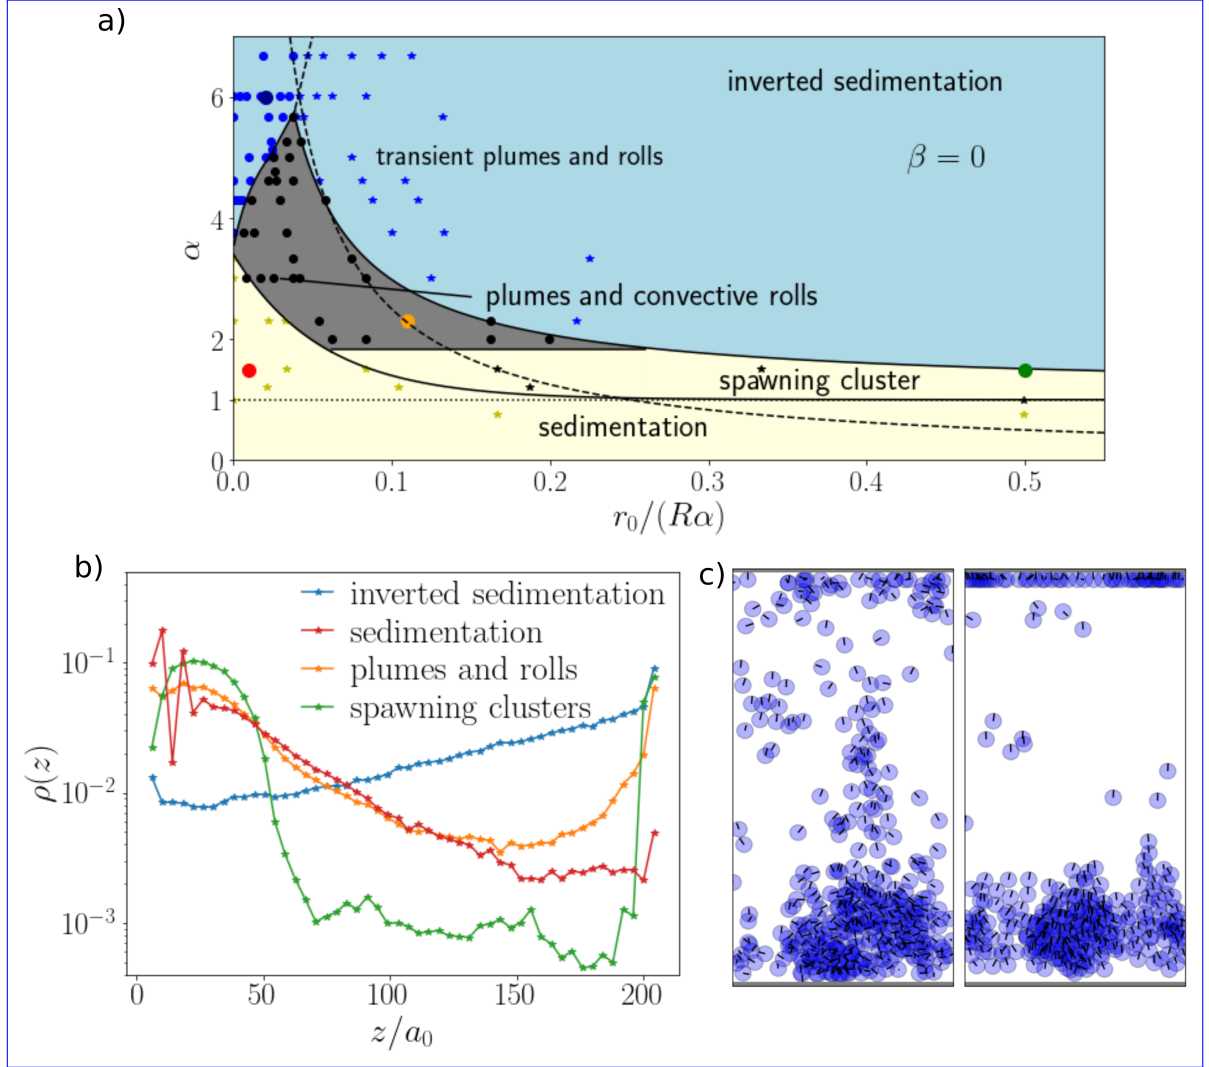 a)
inverted sedimentation
β = 0
transient plumes and rolls
plumes and convective rolls
spawning cluster
sedimentation
α
6
4
2
1
0
0.0 0.1 0.2 0.3 0.4 0.5
r₀/(Rα)
b)
inverted sedimentation
sedimentation
plumes and rolls
spawning clusters
ρ(z)
10⁻¹
10⁻²
10⁻³
0 50 100 150 200
z/a₀
c)